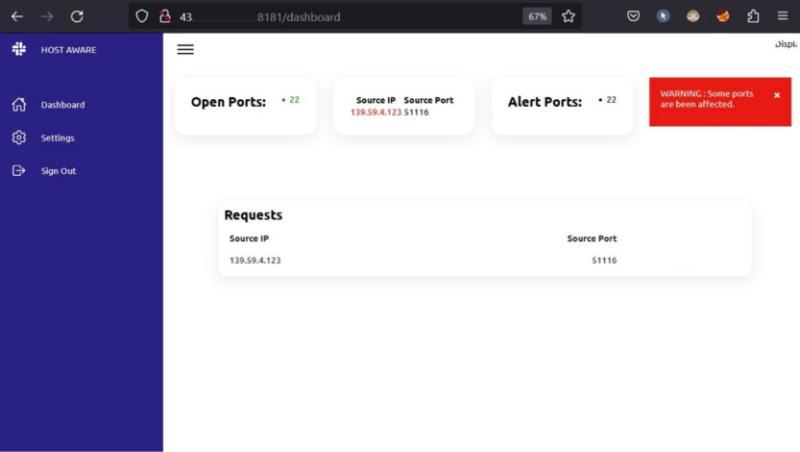 43. 8181/dashboard
67%
HOST AWARE
Dashboard
Settings
Sign Out
Open Ports:
• 22
Source IP Source Port
139.59.4.123 51116
Alert Ports:
• 22
WARNING : Some ports
are been affected.
Requests
Source IP Source Port
139.59.4.123 51116